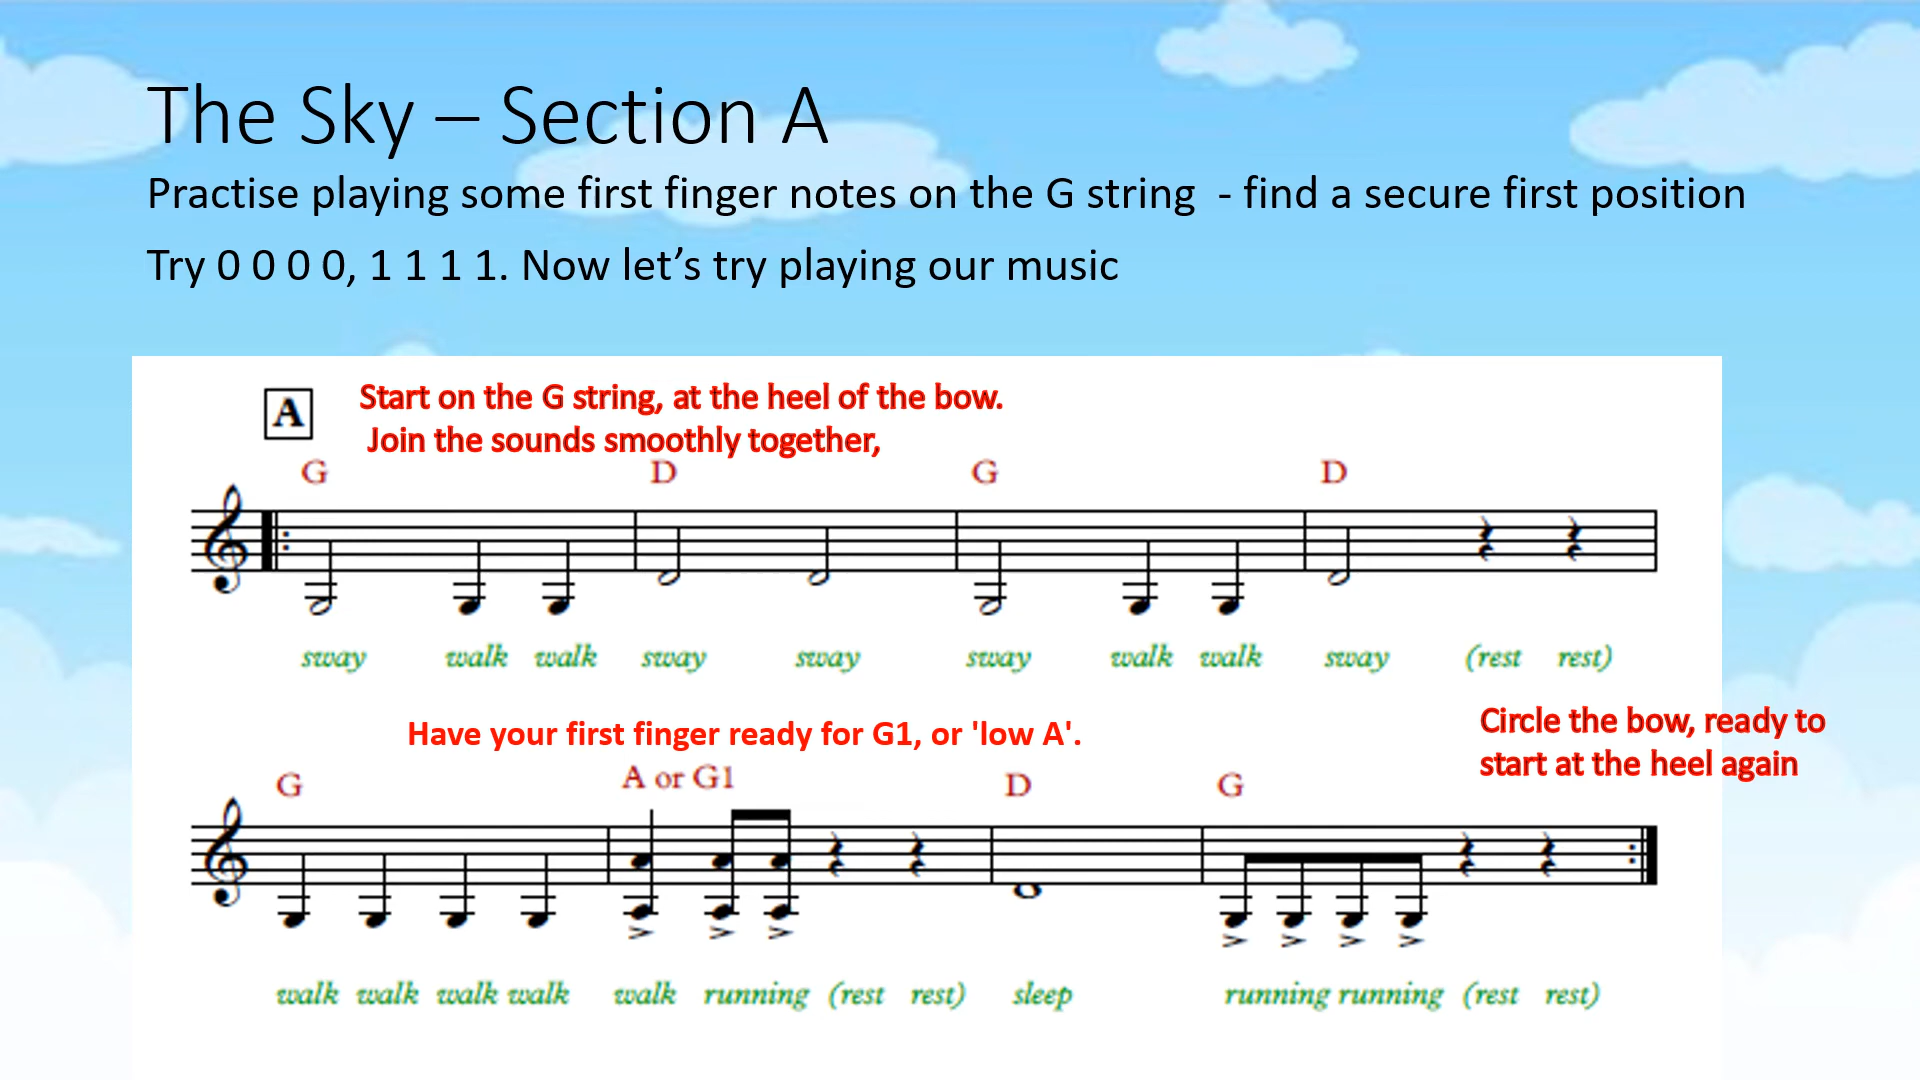 The Sky – Section A
Practise playing some first finger notes on the G string  - find a secure first position
Try 0 0 0 0, 1 1 1 1. Now let’s try playing our music
A
Start on the G string, at the heel of the bow.
Join the sounds smoothly together,
G D G D
sway walk walk sway sway sway walk walk sway (rest rest)
Have your first finger ready for G1, or 'low A'.
Circle the bow, ready to
start at the heel again
G A or G1 D G
walk walk walk walk walk running (rest rest) sleep running running (rest rest)